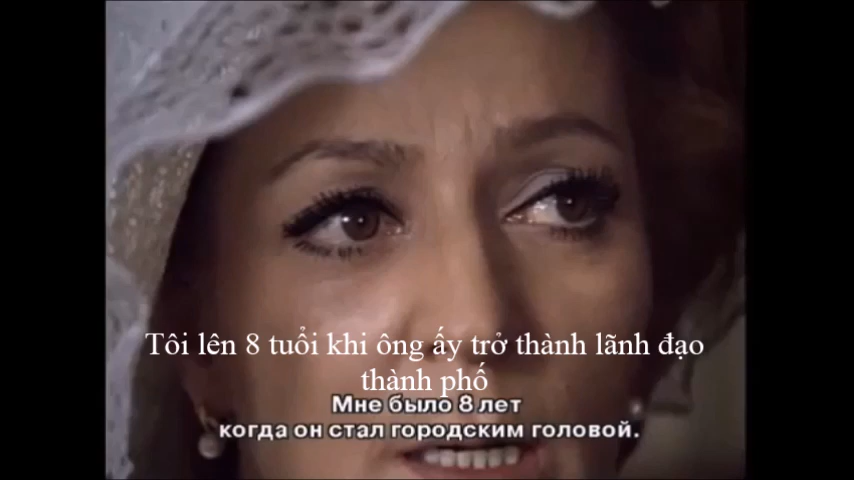 Tôi lên 8 tuổi khi ông ấy trở thành lãnh đạo
thành phố
Мне было 8 лет
когда он стал городским головой.